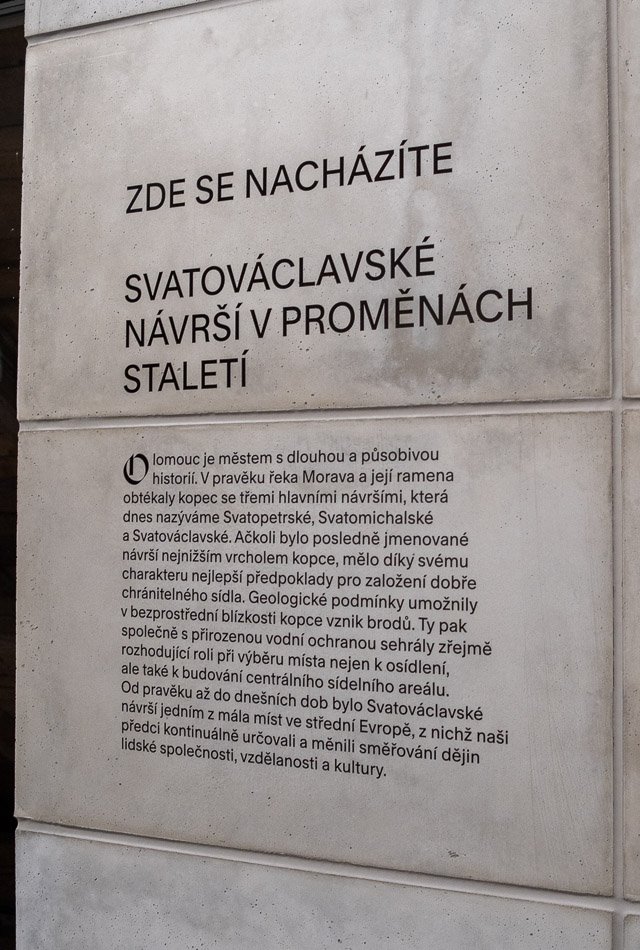 ZDE SE NACHÁZÍTE
SVATOVÁCLAVSKÉ
NÁVRŠÍ V PROMĚNÁCH
STALETÍ
Olomouc je městem s dlouhou a působivou
historií. V pravěku řeka Morava a její ramena
obtékaly kopec se třemi hlavními návršími, která
dnes nazýváme Svatopetrské, Svatomichalské
a Svatováclavské. Ačkoli bylo posledně jmenované
návrší nejnižším vrcholem kopce, mělo díky svému
charakteru nejlepší předpoklady pro založení dobře
chránitelného sídla. Geologické podmínky umožnily
v bezprostřední blízkosti kopce vznik brodů. Ty pak
společně s přirozenou vodní ochranou sehrály zřejmě
rozhodující roli při výběru místa nejen k osídlení,
ale také k budování centrálního sídelního areálu.
Od pravěku až do dnešních dob bylo Svatováclavské
návrší jedním z mála míst ve střední Evropě, z nichž naši
předci kontinuálně určovali a měnili směřování dějin
lidské společnosti, vzdělanosti a kultury.